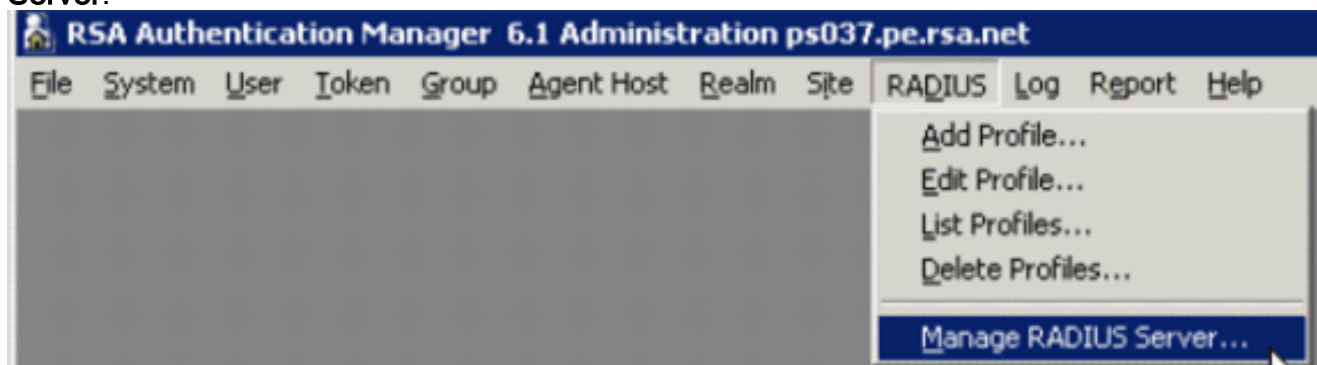 Server.
RSA Authentication Manager 6.1 Administration ps037.pe.rsa.net
File System User Token Group Agent Host Realm Site RADIUS Log Report Help
Add Profile...
Edit Profile...
List Profiles...
Delete Profiles...
Manage RADIUS Server...